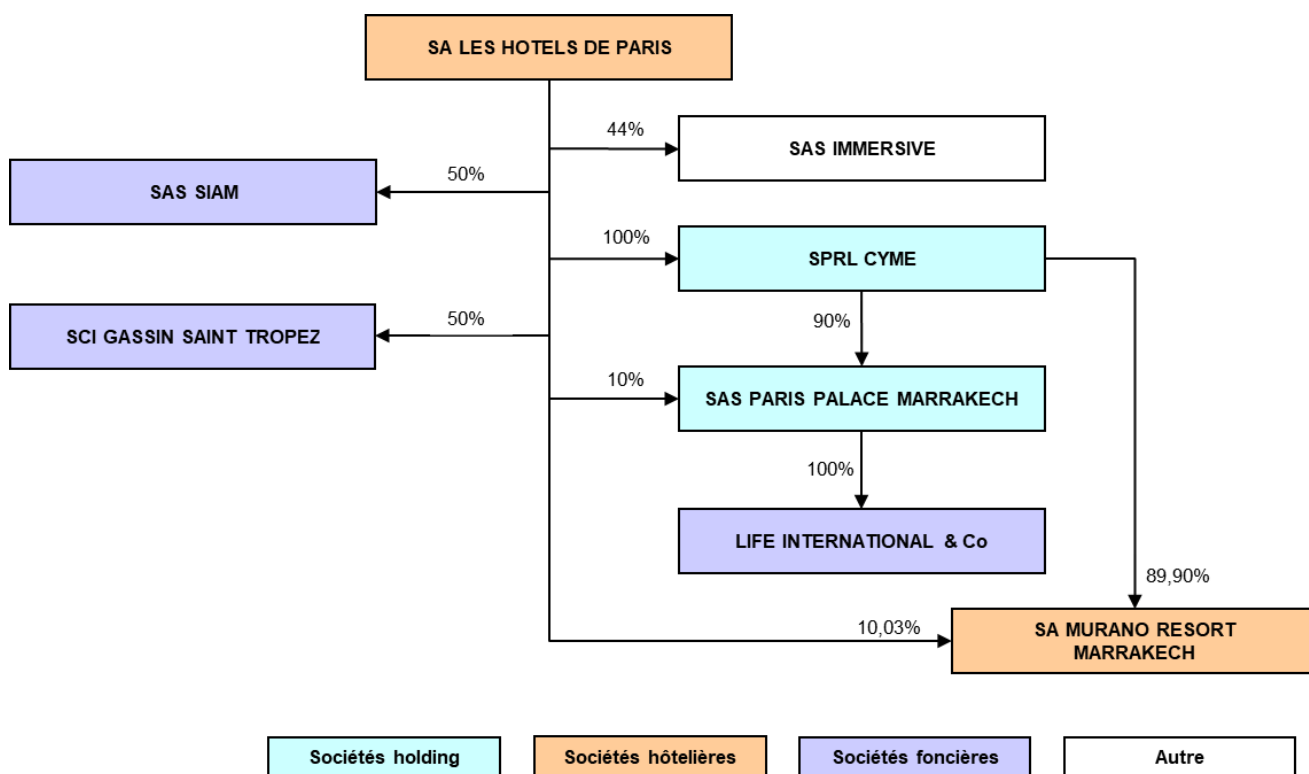 SA LES HOTELS DE PARIS
44%
SAS IMMERSIVE
SAS SIAM
50%
100%
SPRL CYME
SCI GASSIN SAINT TROPEZ
50%
90%
10%
SAS PARIS PALACE MARRAKECH
100%
LIFE INTERNATIONAL & Co
89,90%
10,03%
SA MURANO RESORT
MARRAKECH
Sociétés holding
Sociétés hôtelières
Sociétés foncières
Autre